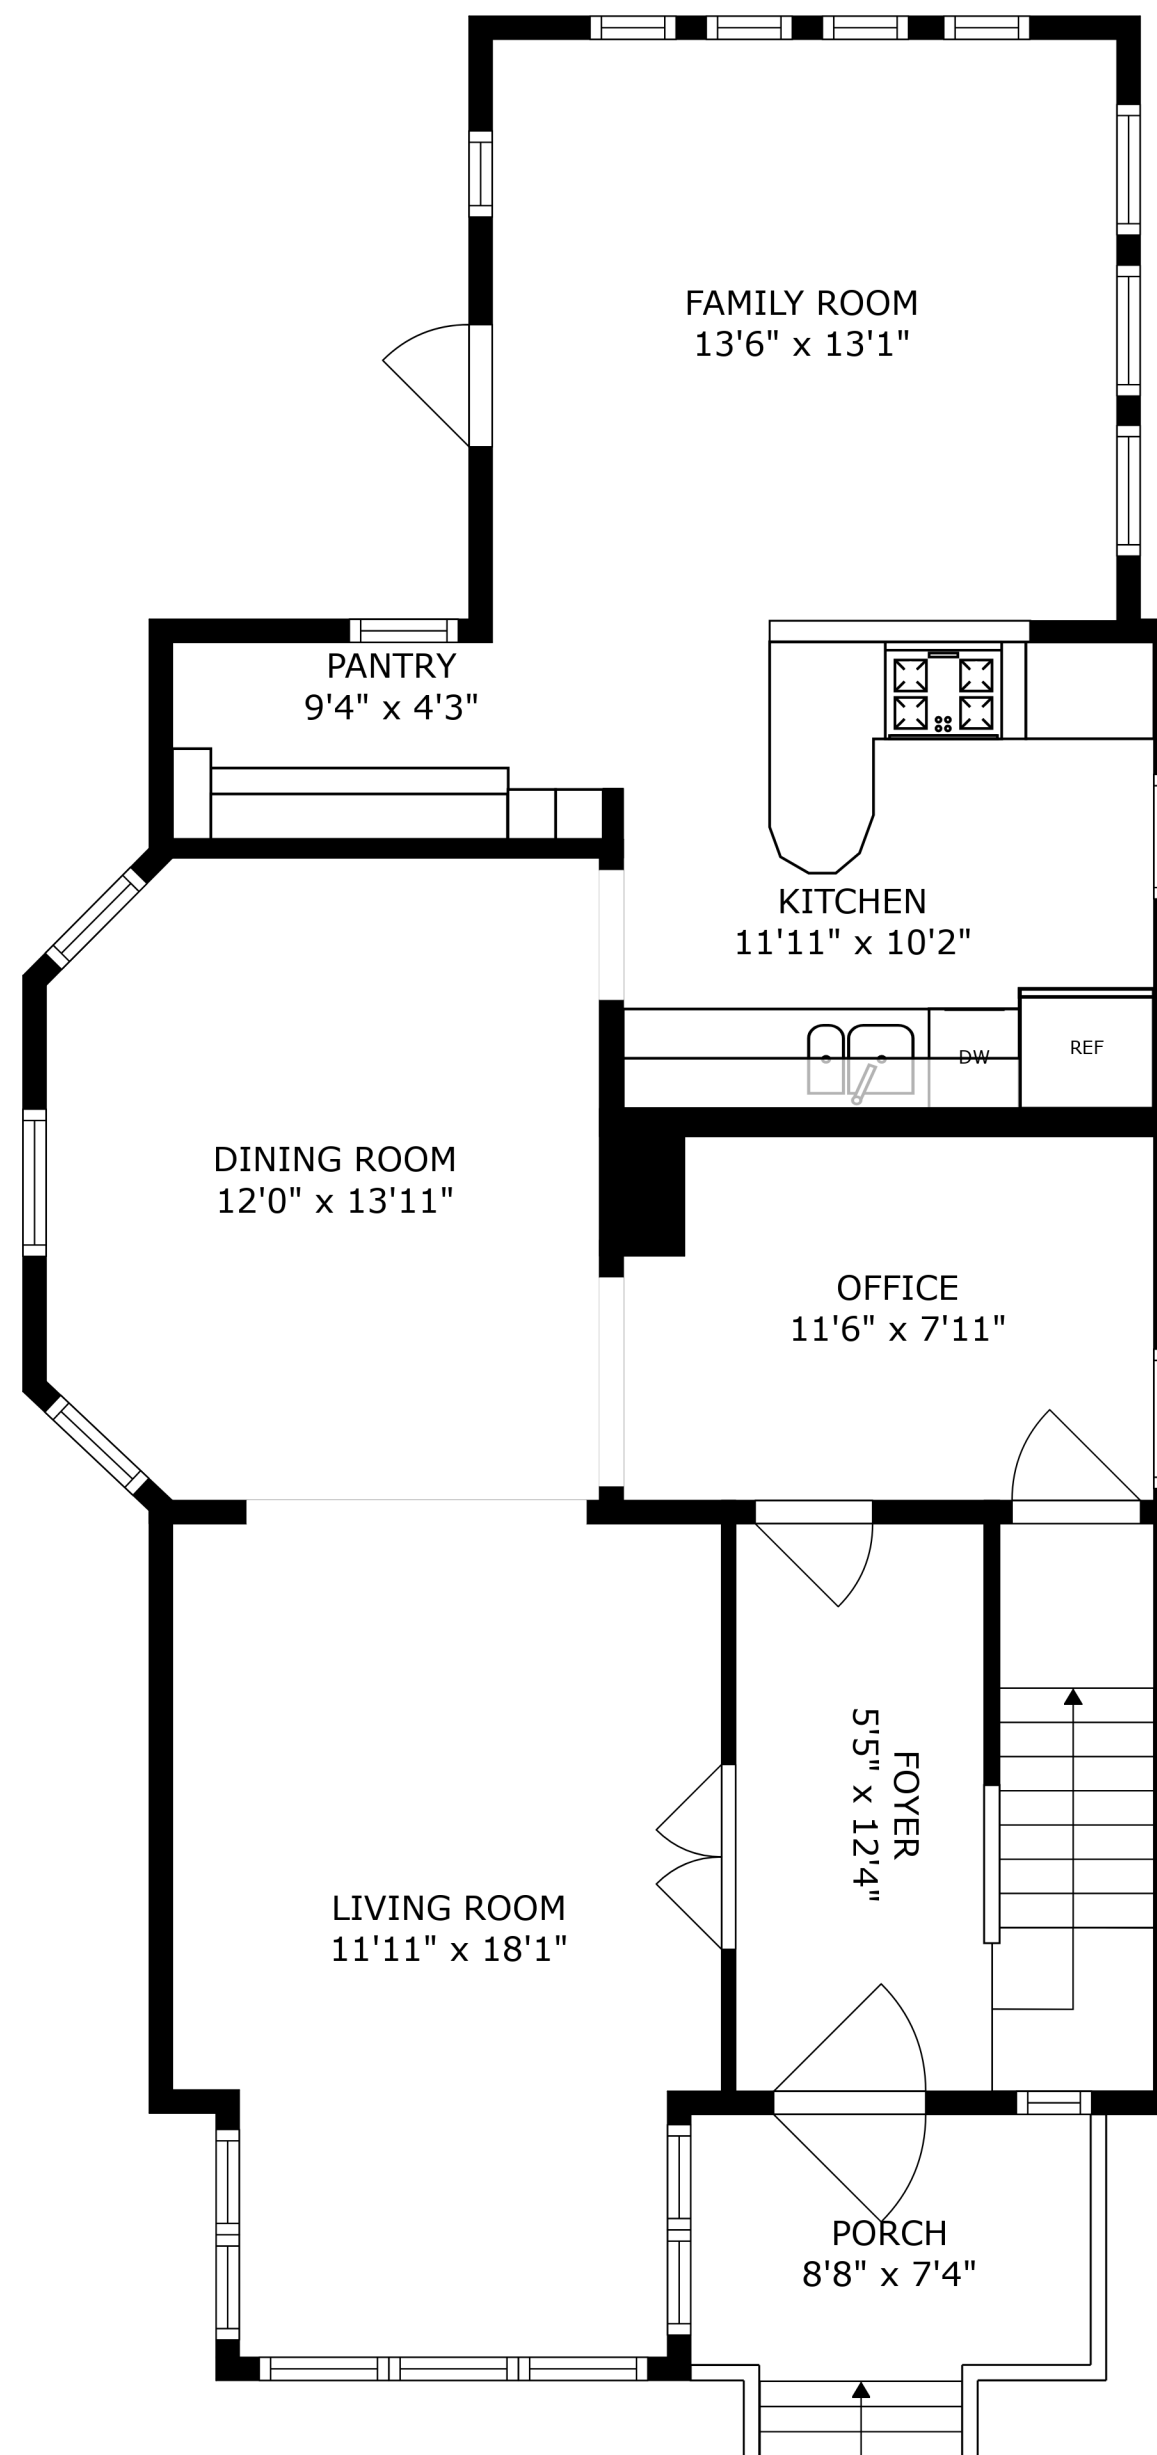 FAMILY ROOM
13'6" x 13'1"
PANTRY
9'4" x 4'3"
KITCHEN
11'11" x 10'2"
DW
REF
DINING ROOM
12'0" x 13'11"
OFFICE
11'6" x 7'11"
FOYER
5'5" x 12'4"
LIVING ROOM
11'11" x 18'1"
PORCH
8'8" x 7'4"